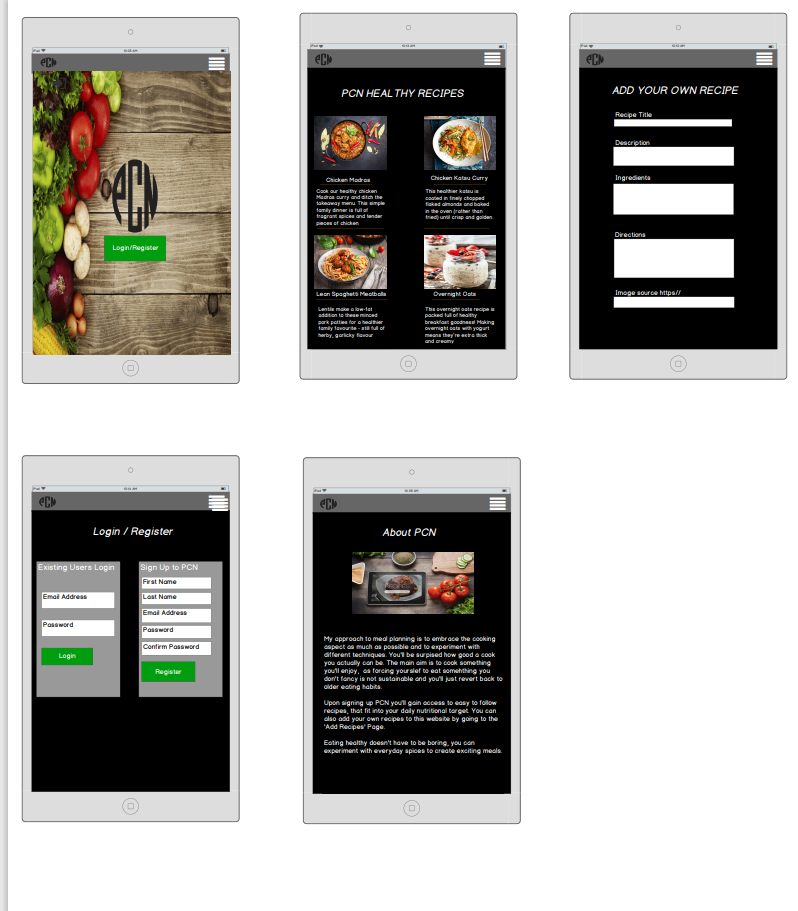 iPad
10:08 AM
PCN
PCN
Login/Register
iPad
10:14 AM
PCN
PCN HEALTHY RECIPES
Chicken Madras
Cook our healthy chicken
Madras curry and ditch the
takeaway menu. This simple
family dinner is full of
fragrant spices and tender
pieces of chicken
Chicken Katsu Curry
This healthier katsu is
coated in finely chopped
flaked almonds and baked
in the oven (rather than
fried) until crisp and golden.
Lean Spaghetti Meatballs
Lentils make a low-fat
addition to these minced
pork patties for a healthier
family favourite - still full of
herby, garlicky flavour
Overnight Oats
This overnight oats recipe is
packed full of healthy
breakfast goodness! Making
overnight oats with yogurt
means they're extra thick
and creamy
iPad
PCN
ADD YOUR OWN RECIPE
Recipe Title
Description
Ingredients
Directions
Image source https//
iPad
PCN
Login / Register
Existing Users Login
Email Address
Password
Login
Sign Up to PCN
First Name
Last Name
Email Address
Password
Confirm Password
Register
iPad
PCN
About PCN
My approach to meal planning is to embrace the cooking
aspect as much as possible and to experiment with
different techniques. You'll be surpised how good a cook
you actually can be. The main aim is to cook something
you'll enjoy,  as forcing your slef to eat somehthing you
don't fancy is not sustainable and you'll just revert back to
older eating habits.
Upon signing up PCN you'll gain access to easy to follow
recipes, that fit into your daily nutritional target. You can
also add your own recipes to this website by going to the
'Add Recipes' Page.
Eating healthy doesn't have to be boring, you can
experiment with everyday spices to create exciting meals.